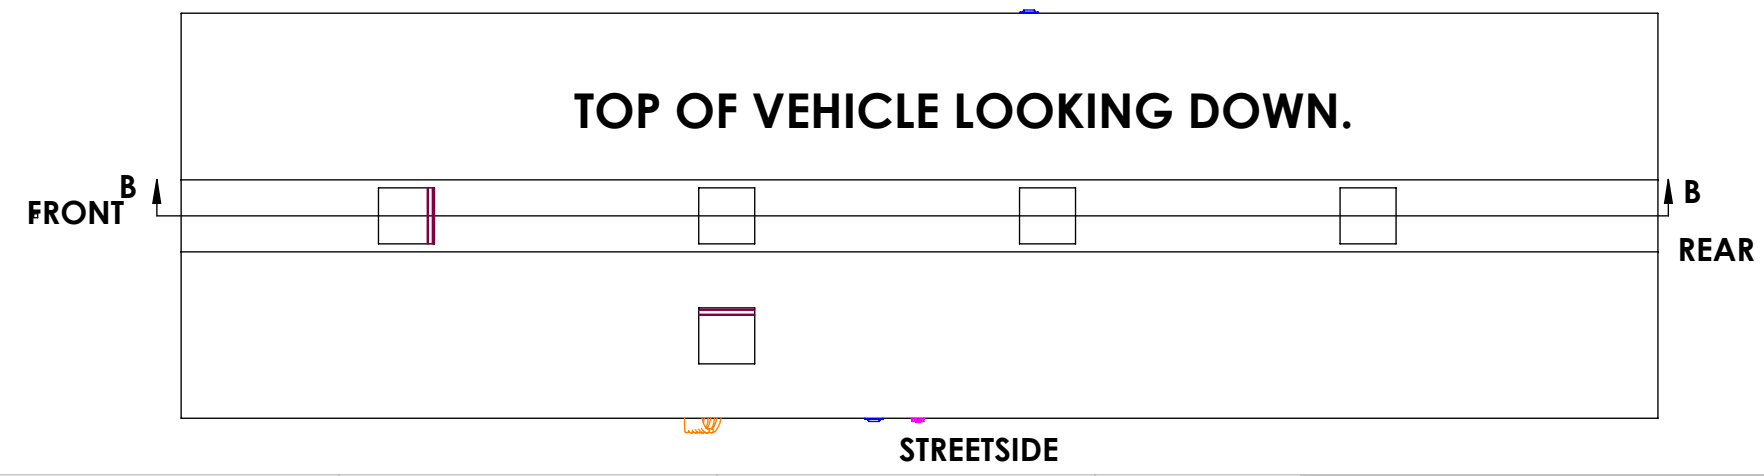 TOP OF VEHICLE LOOKING DOWN.
B
B
FRONT
REAR
STREETSIDE